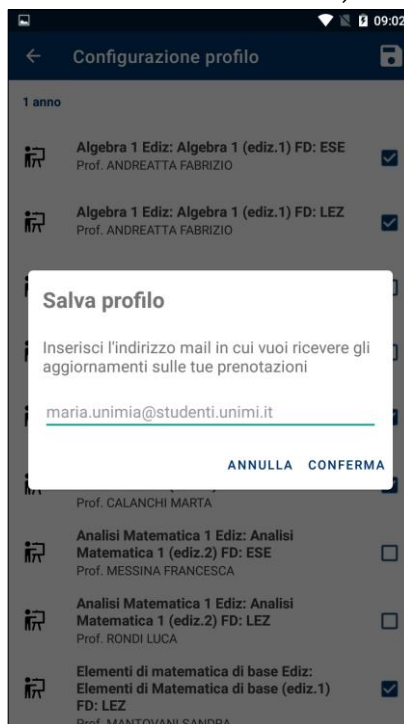 09:02
Configurazione profilo
1 anno
Algebra 1 Ediz: Algebra 1 (ediz.1) FD: ESE
Prof. ANDREATTA FABRIZIO
Algebra 1 Ediz: Algebra 1 (ediz.1) FD: LEZ
Prof. ANDREATTA FABRIZIO
Salva profilo
Inserisci l'indirizzo mail in cui vuoi ricevere gli
aggiornamenti sulle tue prenotazioni
maria.unimia@studenti.unimi.it
ANNULLA CONFERMA
Prof. CALANCHI MARTA
Analisi Matematica 1 Ediz: Analisi
Matematica 1 (ediz.2) FD: ESE
Prof. MESSINA FRANCESCA
Analisi Matematica 1 Ediz: Analisi
Matematica 1 (ediz.2) FD: LEZ
Prof. RONDI LUCA
Elementi di matematica di base Ediz:
Elementi di Matematica di base (ediz.1)
FD: LEZ
Prof. MANTOVANI SANDRA